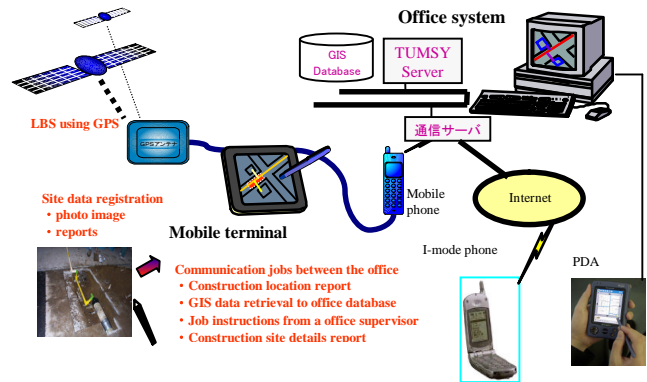 Office system
GIS
Database
TUMSY
Server
LBS using GPS
GPSアンテナ
通信サーバ
Mobile
phone
Internet
Site data registration
• photo image
• reports
Mobile terminal
I-mode phone
PDA
Communication jobs between the office
• Construction location report
• GIS data retrieval to office database
• Job instructions from a office supervisor
• Construction site details report